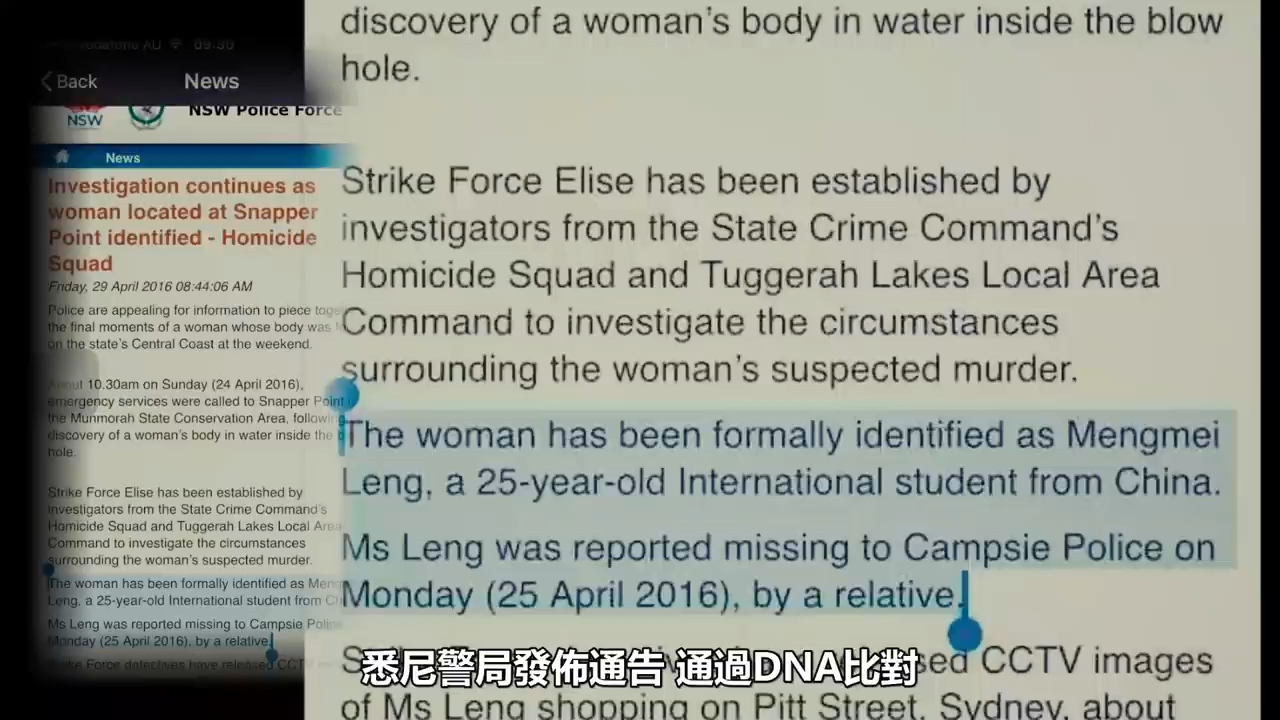 09:30
Back
News
NSW
NSW Police Force
News
Investigation continues as
woman located at Snapper
Point identified - Homicide
Squad
Friday, 29 April 2016 08:44:06 AM
Police are appealing for information to piece
the final moments of a woman whose body was
on the state's Central Coast at the weekend.
About 10.30am on Sunday (24 April 2016),
emergency services were called to Snapper Point
the Munmorah State Conservation Area, following
discovery of a woman's body in water inside the
hole.
Strike Force Elise has been established by
investigators from the State Crime Command's
Homicide Squad and Tuggerah Lakes Local Area
Command to investigate the circumstances
surrounding the woman's suspected murder.
The woman has been formally identified as
Leng, a 25-year-old International student from
Ms Leng was reported missing to Campsie Police
Monday (25 April 2016), by a relative.
Strike Force detectives have released CCTV
discovery of a woman's body in water inside the blow
hole.
Strike Force Elise has been established by
investigators from the State Crime Command's
Homicide Squad and Tuggerah Lakes Local Area
Command to investigate the circumstances
surrounding the woman's suspected murder.
The woman has been formally identified as Mengmei
Leng, a 25-year-old International student from China.
Ms Leng was reported missing to Campsie Police on
Monday (25 April 2016), by a relative.
CCTV images
of Ms Leng shopping on Pitt Street, Sydney, about
悉尼警局發佈通告 通過DNA比對